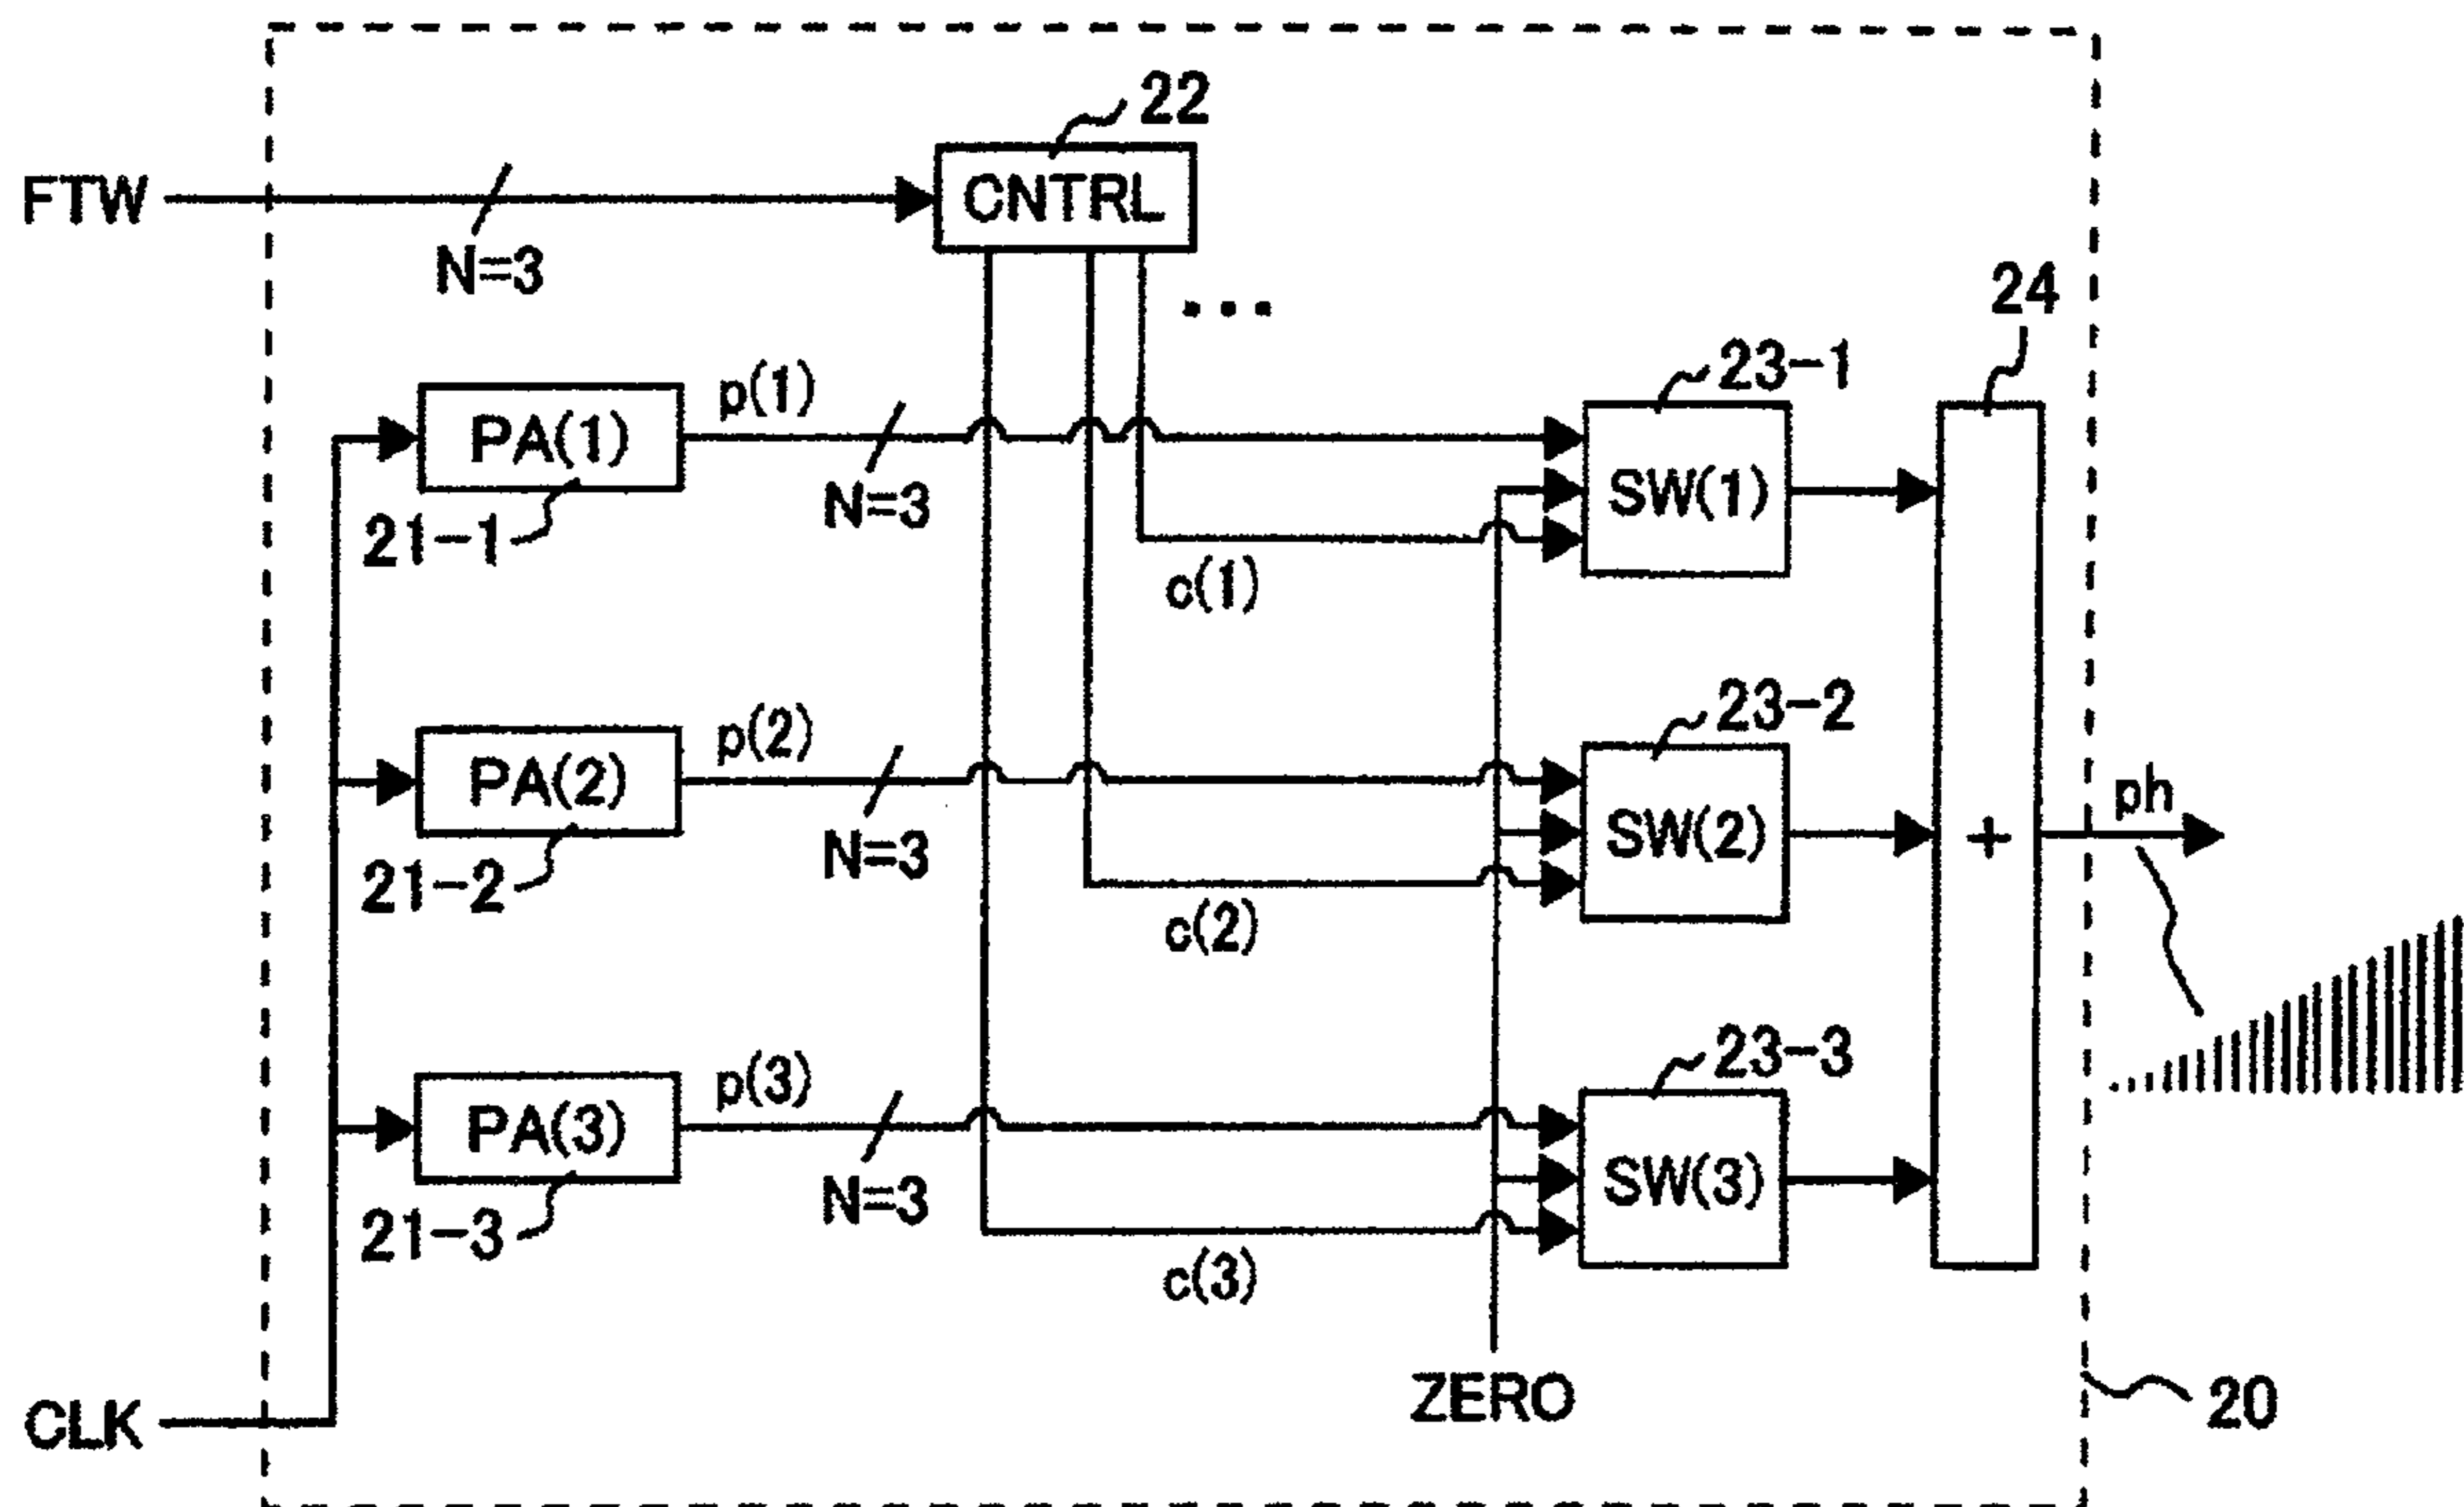 22
FTW
CNTRL
N=3
...
24
p(1)
23-1
PA(1)
SW(1)
N=3
21-1
c(1)
p(2)
23-2
PA(2)
SW(2)
ph
+
N=3
21-2
c(2)
p(3)
23-3
PA(3)
SW(3)
N=3
21-3
c(3)
ZERO
20
CLK